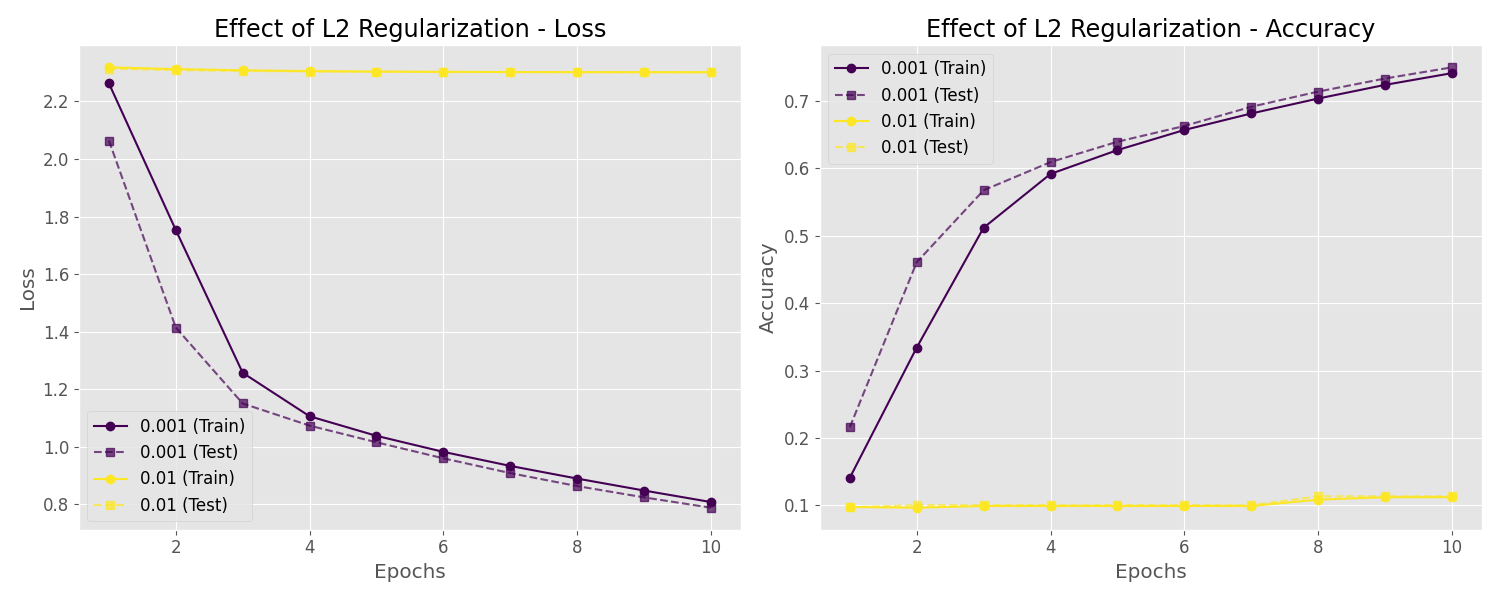 Effect of L2 Regularization - Loss
Loss
2.2
2.0
1.8
1.6
1.4
1.2
1.0
0.8
0.001 (Train)
0.001 (Test)
0.01 (Train)
0.01 (Test)
2
4
6
8
10
Epochs
Effect of L2 Regularization - Accuracy
Accuracy
0.7
0.6
0.5
0.4
0.3
0.2
0.1
0.001 (Train)
0.001 (Test)
0.01 (Train)
0.01 (Test)
2
4
6
8
10
Epochs